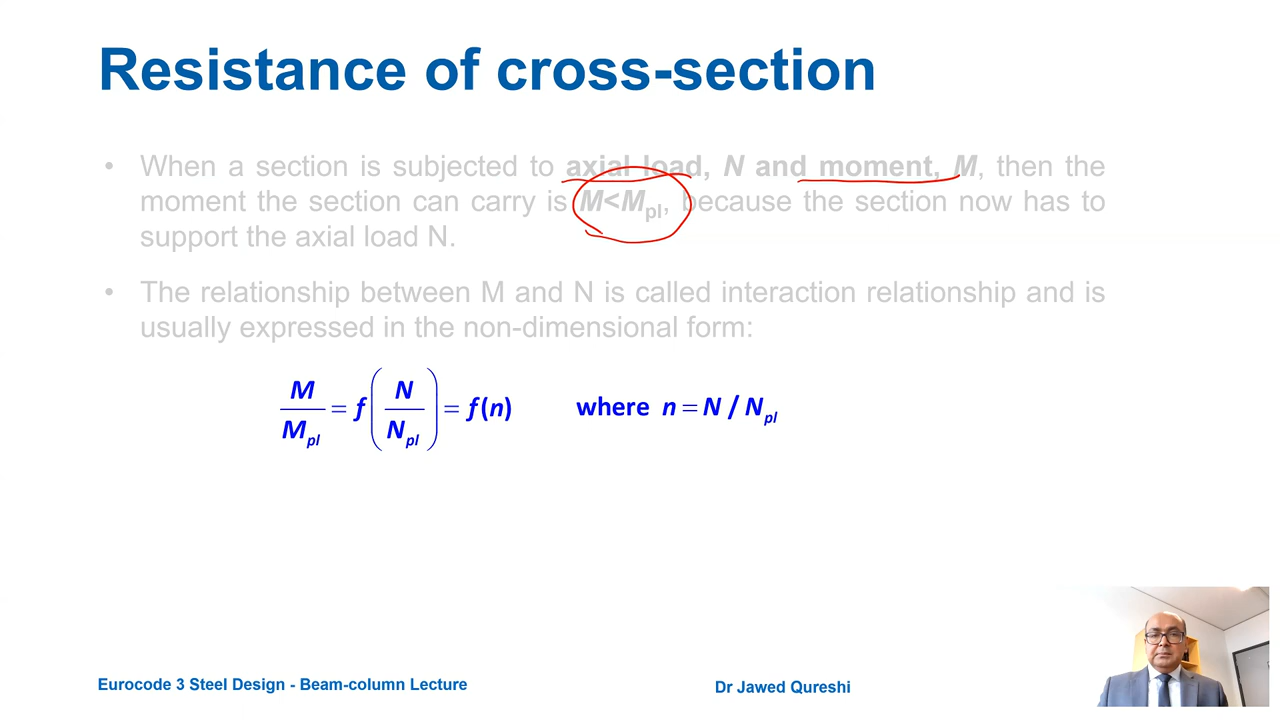 Resistance of cross-section
• When a section is subjected to axial load, N and moment, M, then the
moment the section can carry is M<Mpl, because the section now has to
support the axial load N.
• The relationship between M and N is called interaction relationship and is
usually expressed in the non-dimensional form:
M/Mpl = f(N/Npl) = f(n) where n = N / Npl
Eurocode 3 Steel Design - Beam-column Lecture
Dr Jawed Qureshi